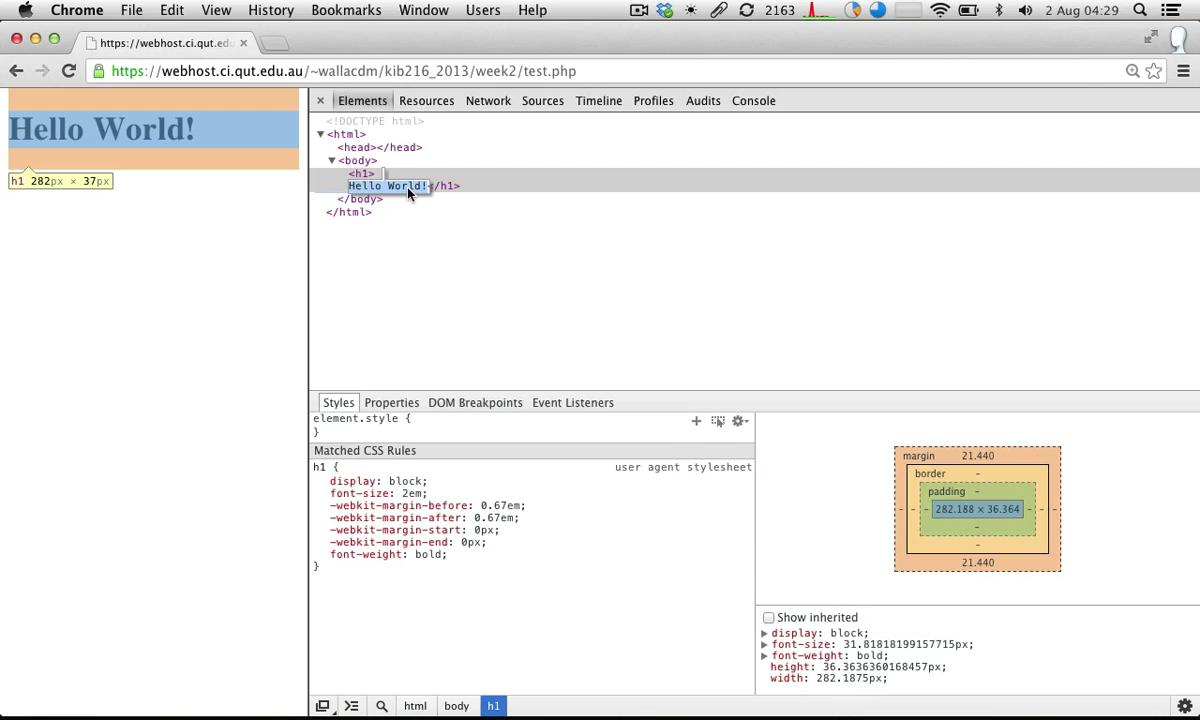 Chrome File Edit View History Bookmarks Window Users Help 2163 2 Aug 04:29
https://webhost.ci.qut.ed
https://webhost.ci.qut.edu.au/~wallacdm/kib216_2013/week2/test.php
Hello World!
h1 282px × 37px
× Elements Resources Network Sources Timeline Profiles Audits Console
<!DOCTYPE html>
▼<html>
<head></head>
▼<body>
<h1>
Hello World!</h1>
</body>
</html>
Styles Properties DOM Breakpoints Event Listeners
element.style {
}
Matched CSS Rules
h1 { user agent stylesheet
display: block;
font-size: 2em;
-webkit-margin-before: 0.67em;
-webkit-margin-after: 0.67em;
-webkit-margin-start: 0px;
-webkit-margin-end: 0px;
font-weight: bold;
}
margin 21.440
border -
padding -
- - - 282.188 × 36.364 - - -
-
-
21.440
Show inherited
▶ display: block;
▶ font-size: 31.81818199157715px;
▶ font-weight: bold;
height: 36.3636360168457px;
width: 282.1875px;
html body h1